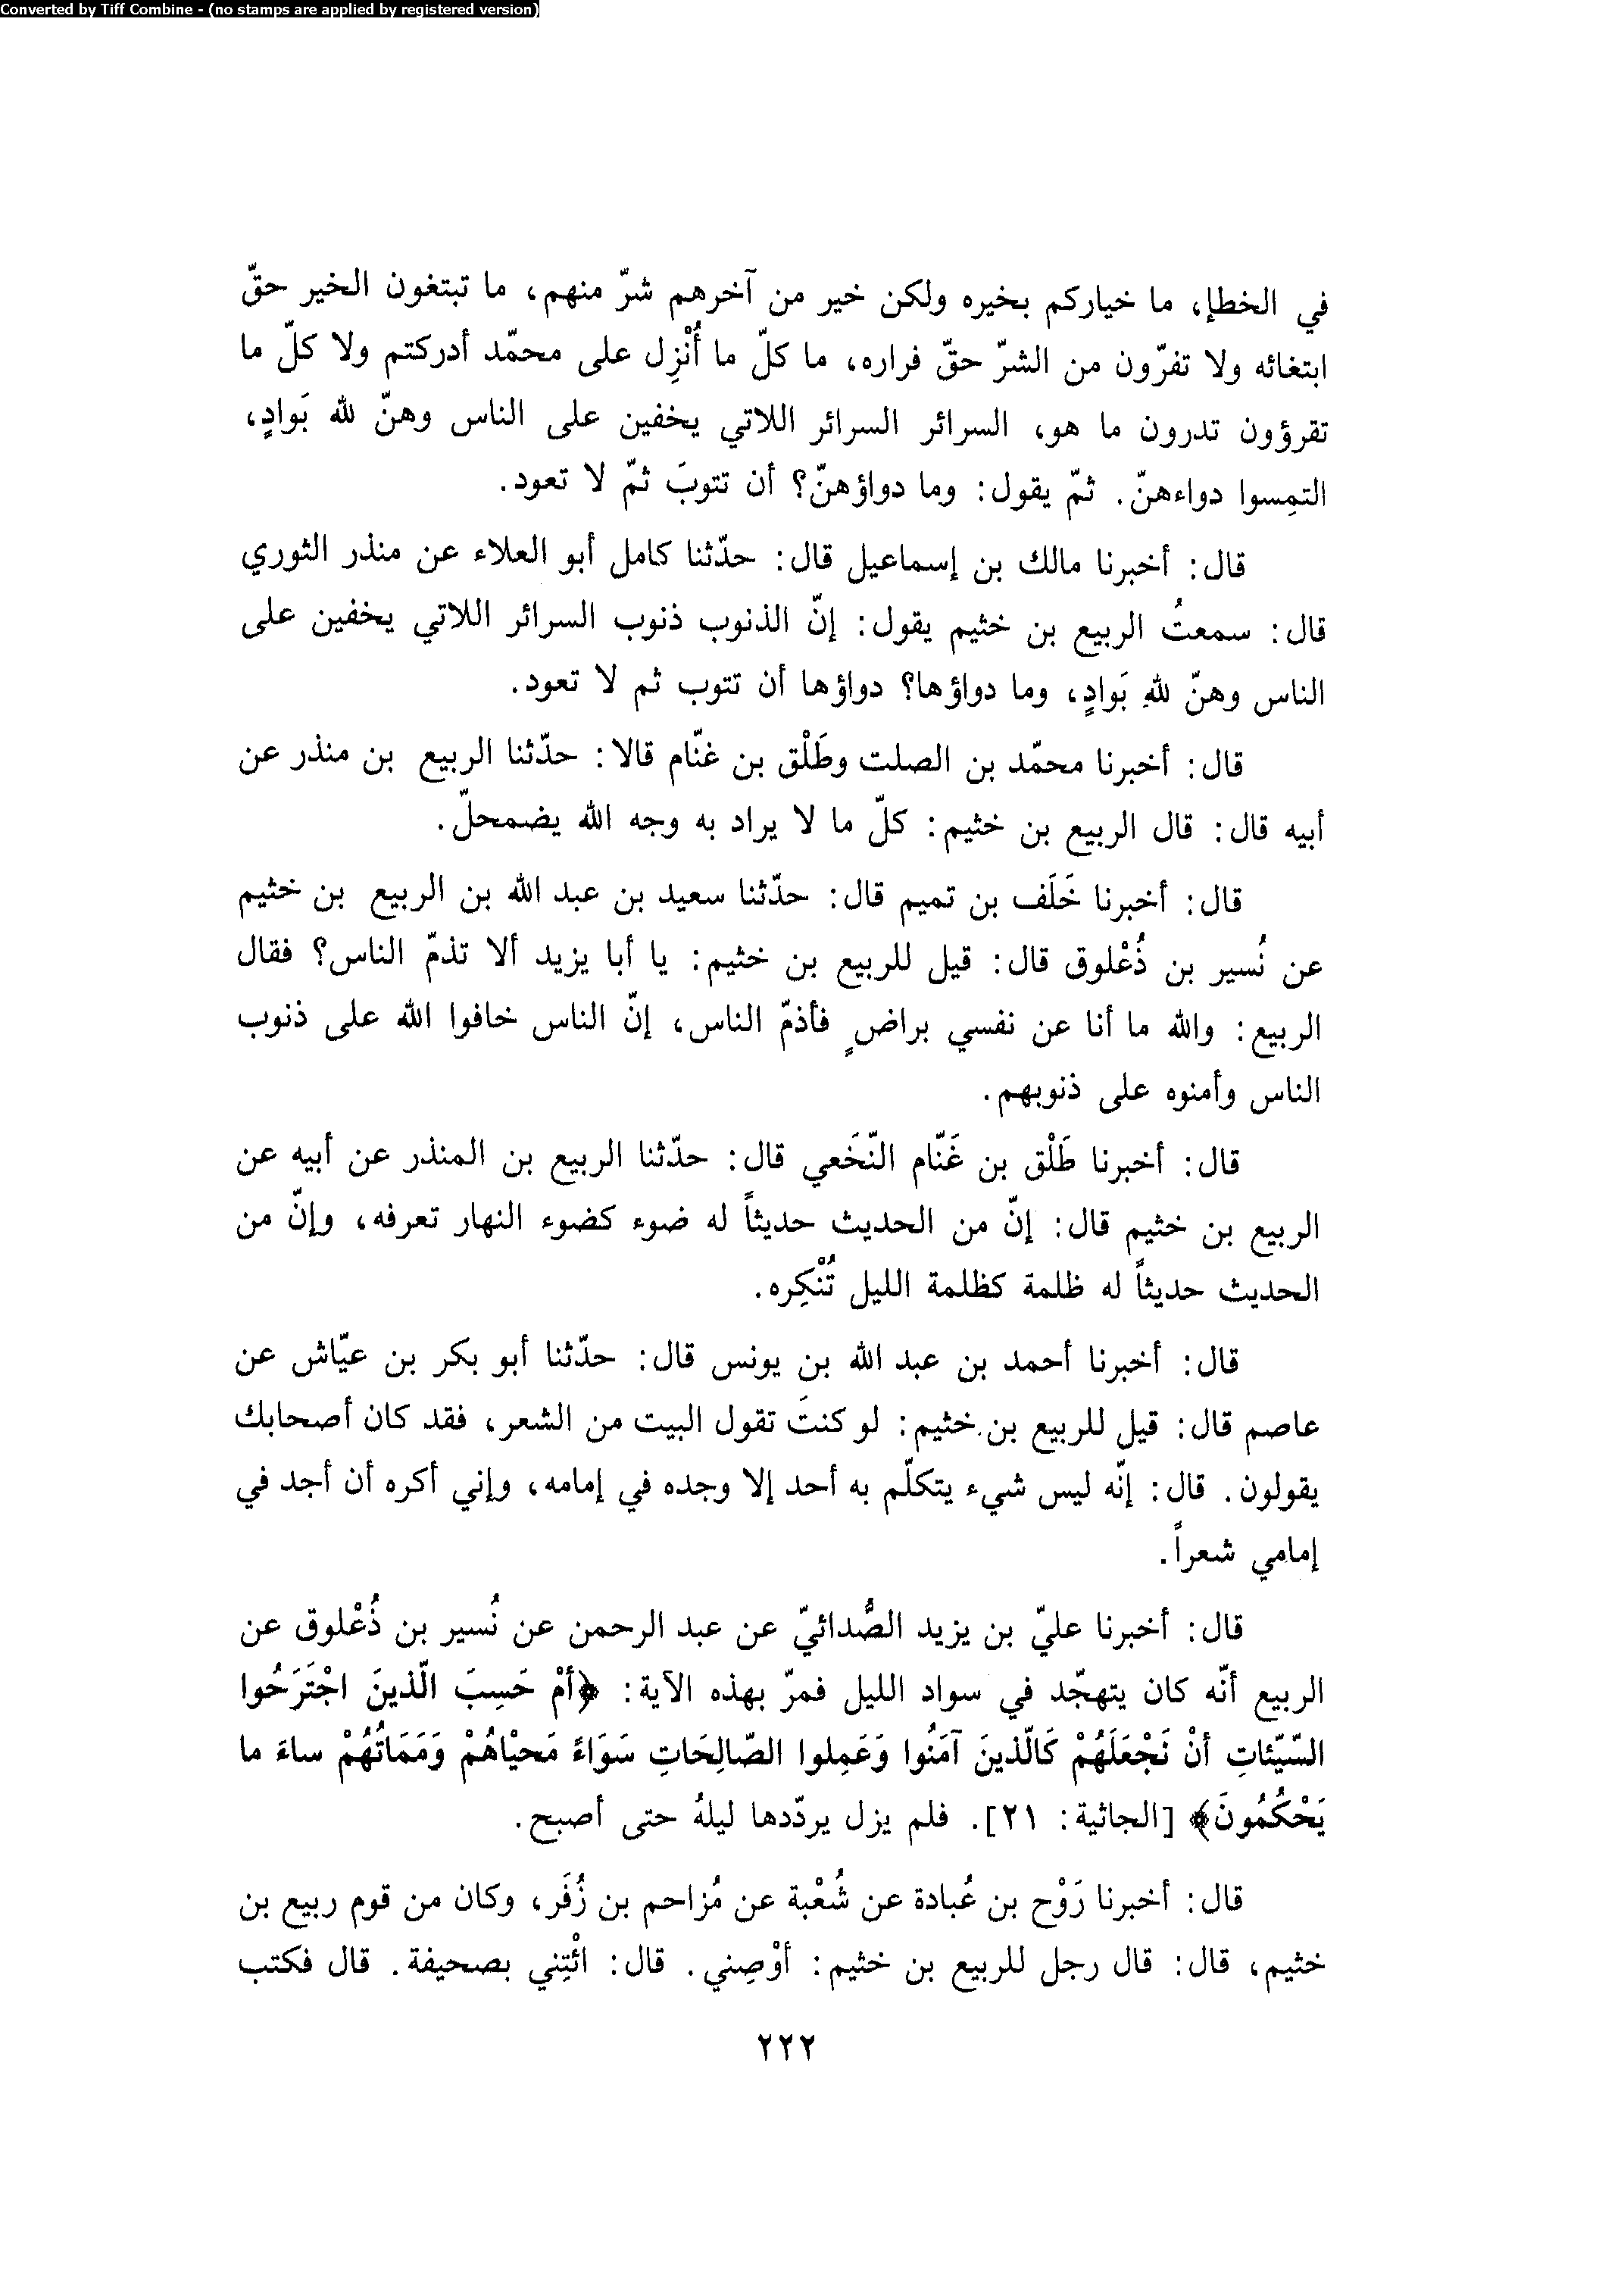 Converted by Tiff Combine - (no stamps are applied by registered version)
في الخطإ، ما خياركم بخيره ولكن خير من آخرهم شرّ منهم، ما تبتغون الخير حقّ
ابتغائه ولا تفرّون من الشرّ حقّ فراره، ما كلّ ما أُنْزِل على محمّد أدركتم ولا كلّ ما
تقرؤون تدرون ما هو، السرائر السرائر اللاتي يخفين على الناس وهنّ لله بَوادٍ،
التمِسوا دواءهنّ. ثمّ يقول: وما دواؤهنّ؟ أن تتوبَ ثمّ لا تعود.
قال: أخبرنا مالك بن إسماعيل قال: حدّثنا كامل أبو العلاء عن منذر الثوري
قال: سمعتُ الربيع بن خثيم يقول: إنّ الذنوب ذنوب السرائر اللاتي يخفين على
الناس وهنّ للهِ بَوادٍ، وما دواؤها؟ دواؤها أن تتوب ثم لا تعود.
قال: أخبرنا محمّد بن الصلت وطَلْق بن غنّام قالا: حدّثنا الربيع بن منذر عن
أبيه قال: قال الربيع بن خثيم: كلّ ما لا يراد به وجه الله يضمحلّ.
قال: أخبرنا خَلَف بن تميم قال: حدّثنا سعيد بن عبد الله بن الربيع بن خثيم
عن نُسير بن ذُعْلوق قال: قيل للربيع بن خثيم: يا أبا يزيد ألا تذمّ الناس؟ فقال
الربيع: والله ما أنا عن نفسي براضٍ فأذمّ الناس، إنّ الناس خافوا الله على ذنوب
الناس وأمنوه على ذنوبهم.
قال: أخبرنا طَلْق بن غَنّام النّخَعي قال: حدّثنا الربيع بن المنذر عن أبيه عن
الربيع بن خثيم قال: إنّ من الحديث حديثاً له ضوء كضوء النهار تعرفه، وإنّ من
الحديث حديثاً له ظلمة كظلمة الليل تُنْكِره.
قال: أخبرنا أحمد بن عبد الله بن يونس قال: حدّثنا أبو بكر بن عيّاش عن
عاصم قال: قيل للربيع بن خثيم: لو كنتَ تقول البيت من الشعر، فقد كان أصحابك
يقولون. قال: إنّه ليس شيء يتكلّم به أحد إلا وجده في إمامه، وإني أكره أن أجد في
إمامي شعراً.
قال: أخبرنا عليّ بن يزيد الصُّدائيّ عن عبد الرحمن عن نُسير بن ذُعْلوق عن
الربيع أنّه كان يتهجّد في سواد الليل فمرّ بهذه الآية: ﴿أمْ حَسِبَ الّذينَ اجْتَرَحُوا
السّيّئاتِ أنْ نَجْعَلَهُمْ كَالّذينَ آمَنُوا وَعَمِلوا الصّالِحَاتِ سَوَاءً مَحيْاهُمْ وَمَمَاتُهُمْ ساءَ ما
يَحْكُمُونَ﴾ [الجاثية: ٢١]. فلم يزل يردّدها ليلهُ حتى أصبح.
قال: أخبرنا رَوْح بن عُبادة عن شُعْبة عن مُزاحم بن زُفَر، وكان من قوم ربيع بن
خثيم، قال: قال رجل للربيع بن خثيم: أوْصِني. قال: ائْتِني بصحيفة. قال فكتب
٢٢٢